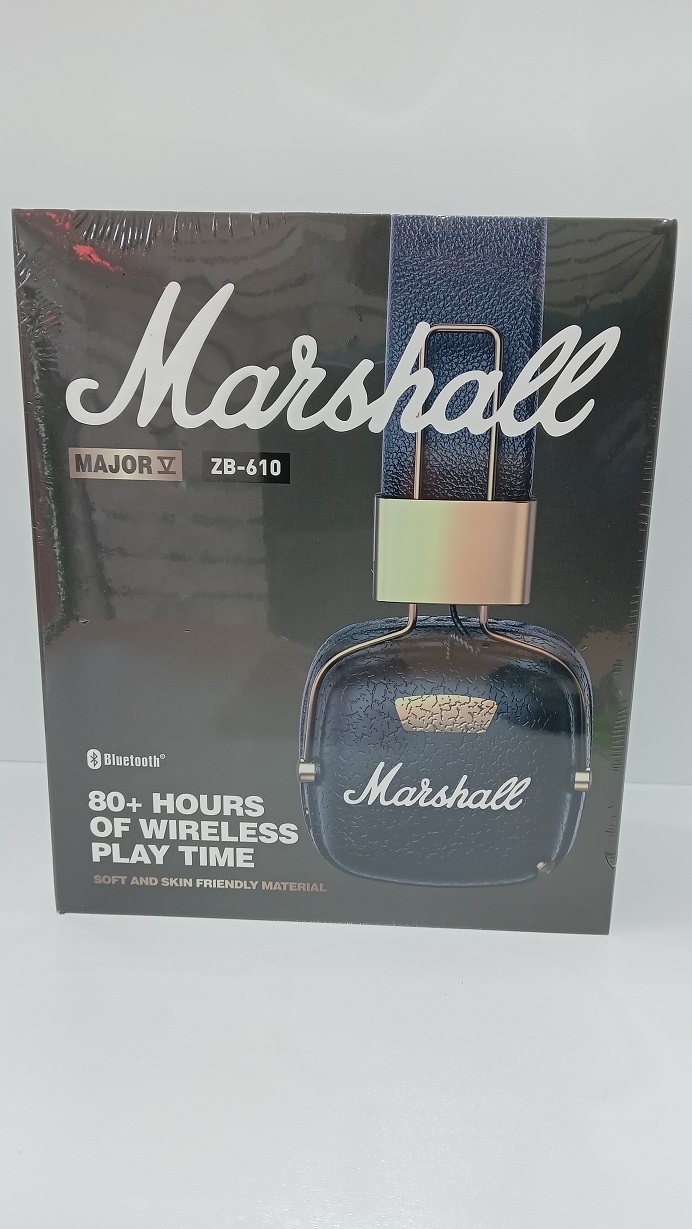 Marshall
MAJOR V ZB-610
Marshall
Bluetooth®
80+ HOURS
OF WIRELESS
PLAY TIME
SOFT AND SKIN FRIENDLY MATERIAL